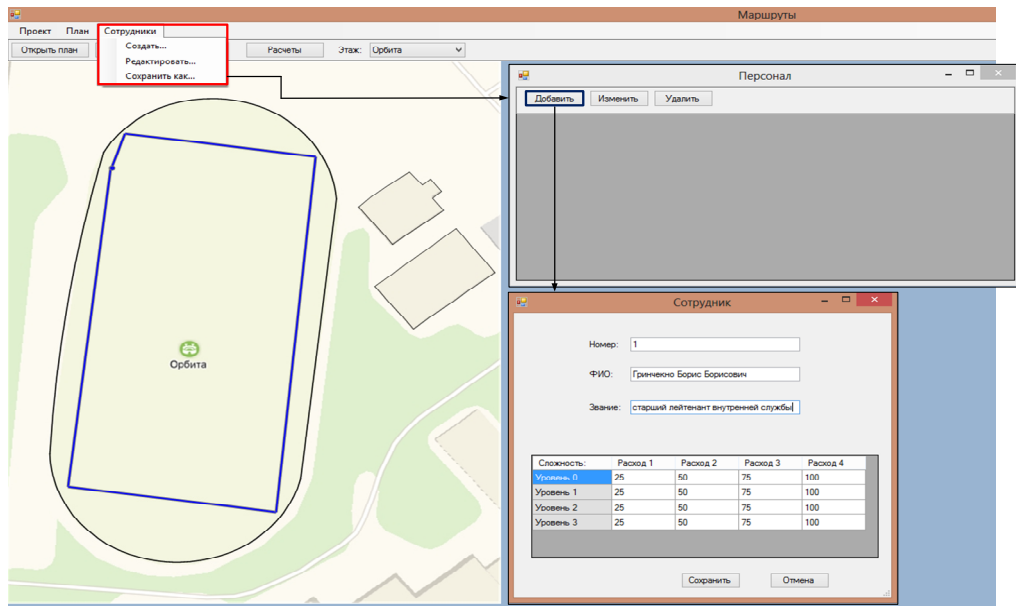 Маршруты
Проект План Сотрудники
Открыть план Расчеты Этаж: Орбита
Создать...
Редактировать...
Сохранить как...
Орбита
Персонал
Добавить Изменить Удалить
Сотрудник
Номер: 1
ФИО: Гринчекно Борис Борисович
Звание: старший лейтенант внутренней службы
Сложность: Расход 1 Расход 2 Расход 3 Расход 4
Уровень 0 25 50 75 100
Уровень 1 25 50 75 100
Уровень 2 25 50 75 100
Уровень 3 25 50 75 100
Сохранить Отмена